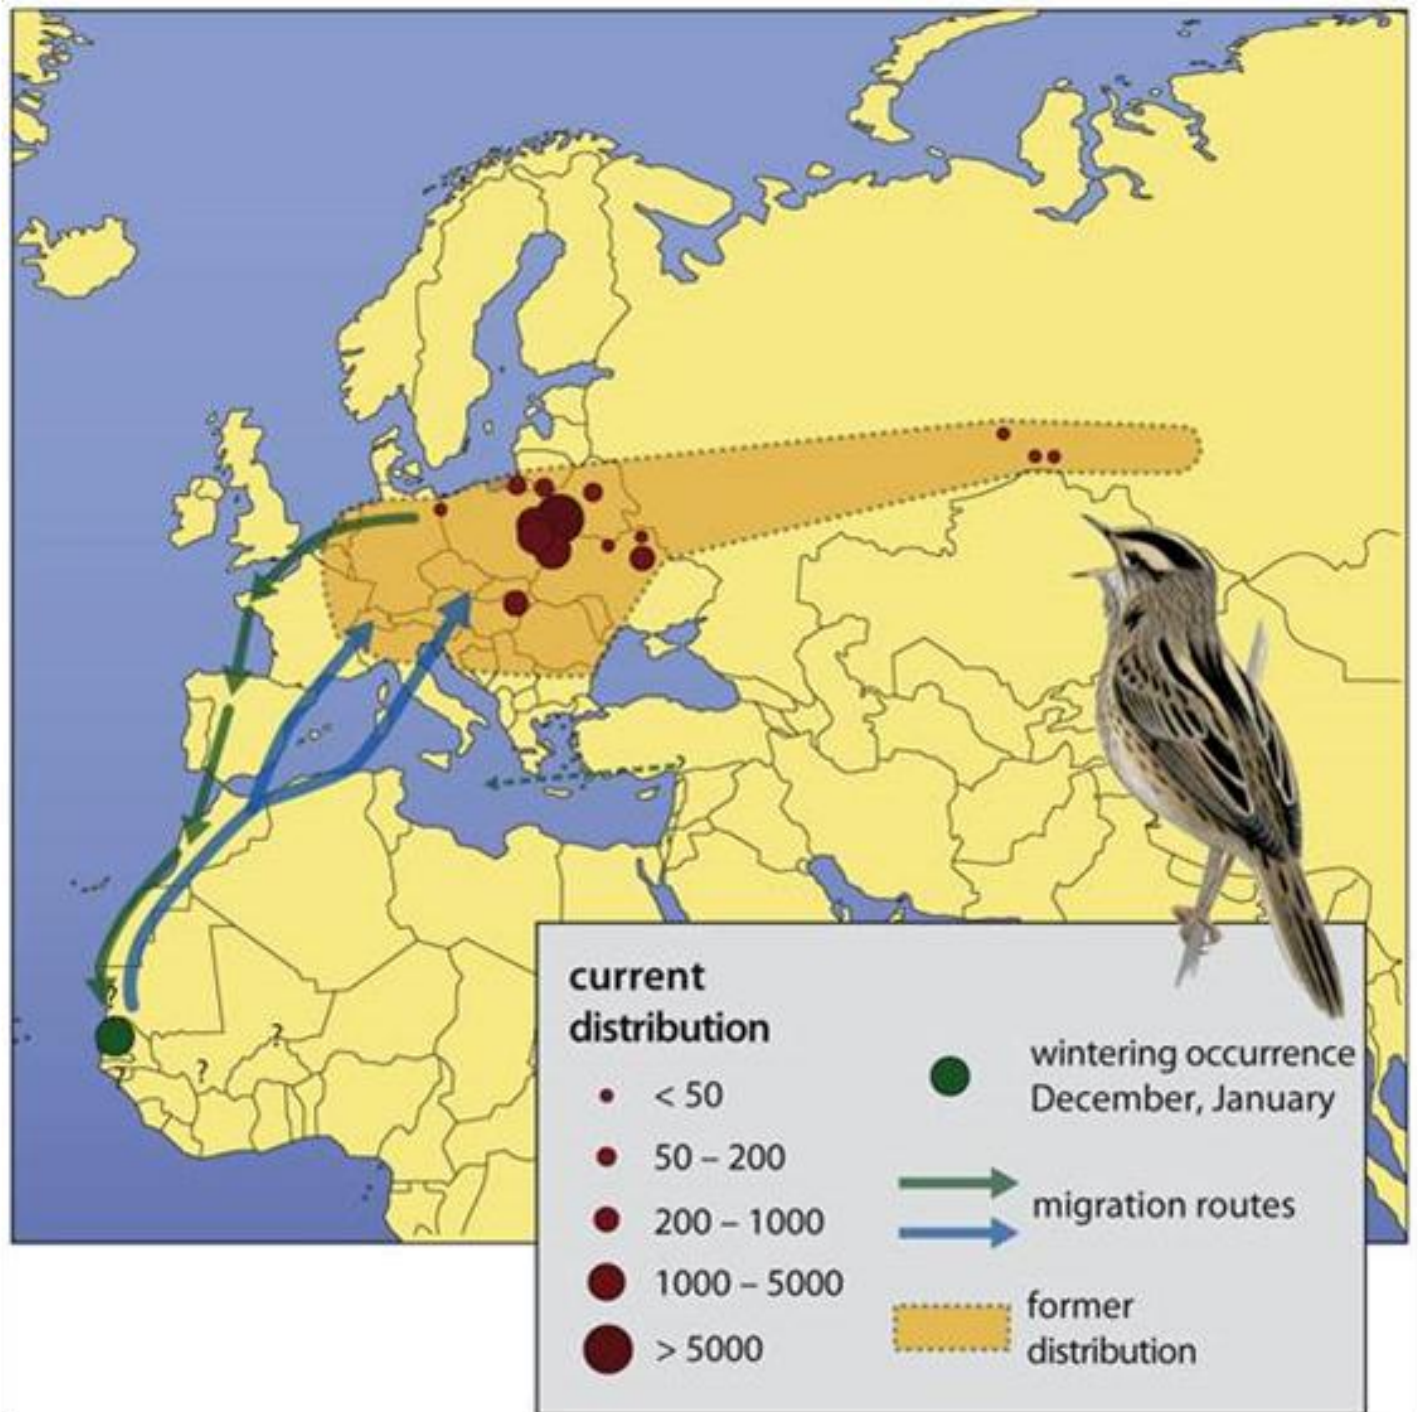 ?
?
?
?
?
current
distribution
< 50
50 – 200
200 – 1000
1000 – 5000
> 5000
wintering occurrence
December, January
migration routes
former
distribution